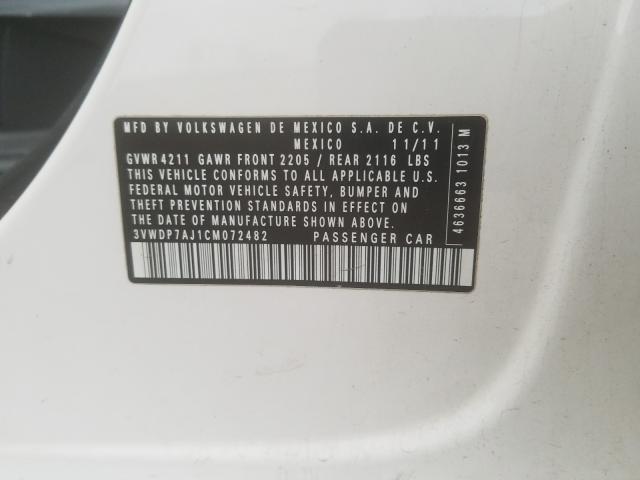 MFD BY VOLKSWAGEN DE MEXICO S.A. DE C.V.
MEXICO 11/11
GVWR 4211 GAWR FRONT 2205 / REAR 2116 LBS
THIS VEHICLE CONFORMS TO ALL APPLICABLE U.S.
FEDERAL MOTOR VEHICLE SAFETY, BUMPER AND
THEFT PREVENTION STANDARDS IN EFFECT ON
THE DATE OF MANUFACTURE SHOWN ABOVE.
3VWDP7AJ1CM072482 PASSENGER CAR
4636663 1013 M